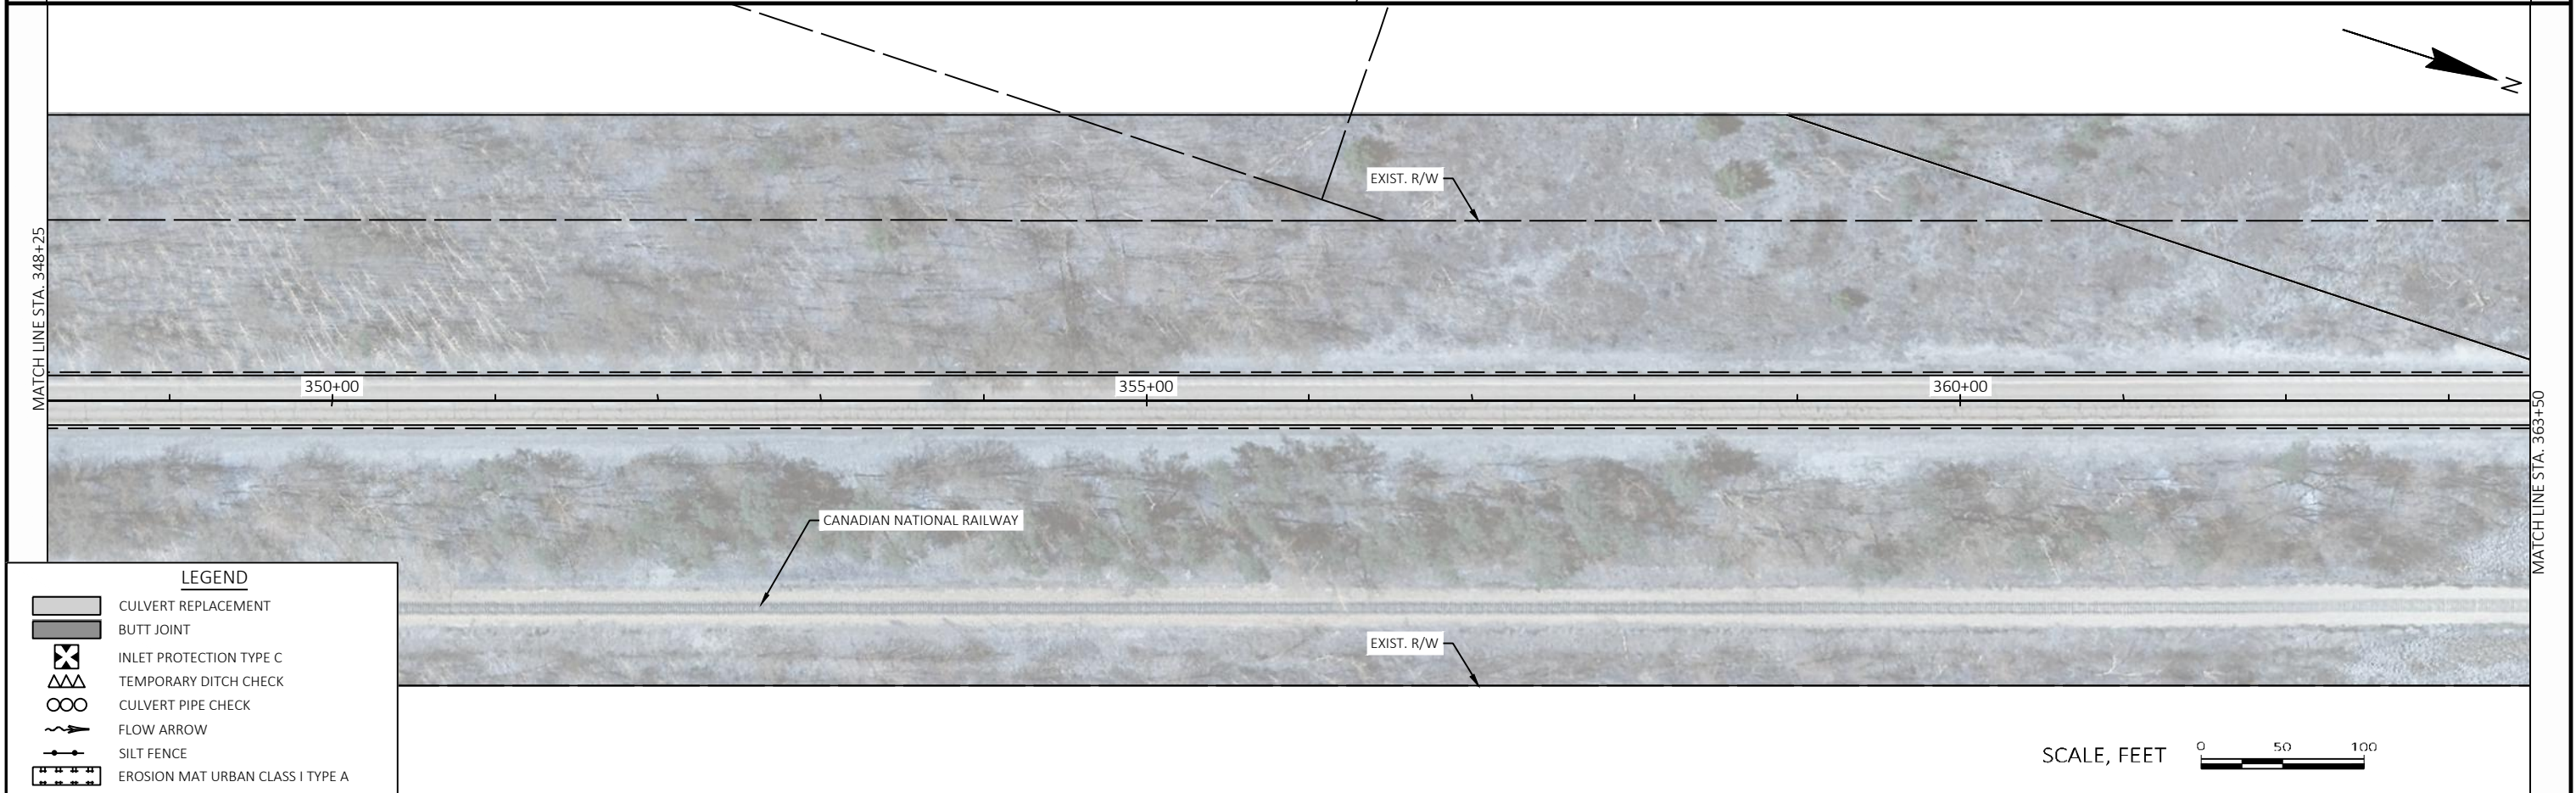 N
EXIST. R/W
MATCH LINE STA. 348+25
350+00
355+00
360+00
MATCH LINE STA. 363+50
CANADIAN NATIONAL RAILWAY
EXIST. R/W
LEGEND
CULVERT REPLACEMENT
BUTT JOINT
INLET PROTECTION TYPE C
TEMPORARY DITCH CHECK
CULVERT PIPE CHECK
FLOW ARROW
SILT FENCE
EROSION MAT URBAN CLASS I TYPE A
SCALE, FEET 0 50 100